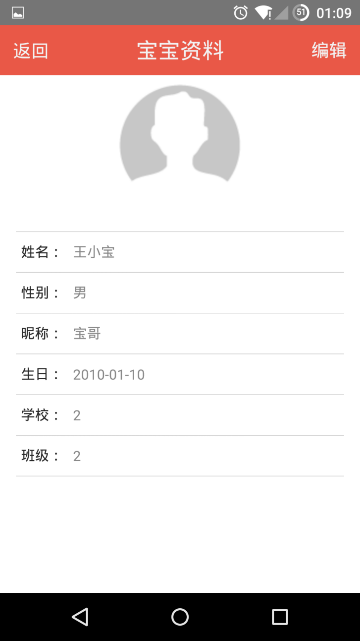 51 01:09
返回 宝宝资料 编辑
姓名： 王小宝
性别： 男
昵称： 宝哥
生日： 2010-01-10
学校： 2
班级： 2